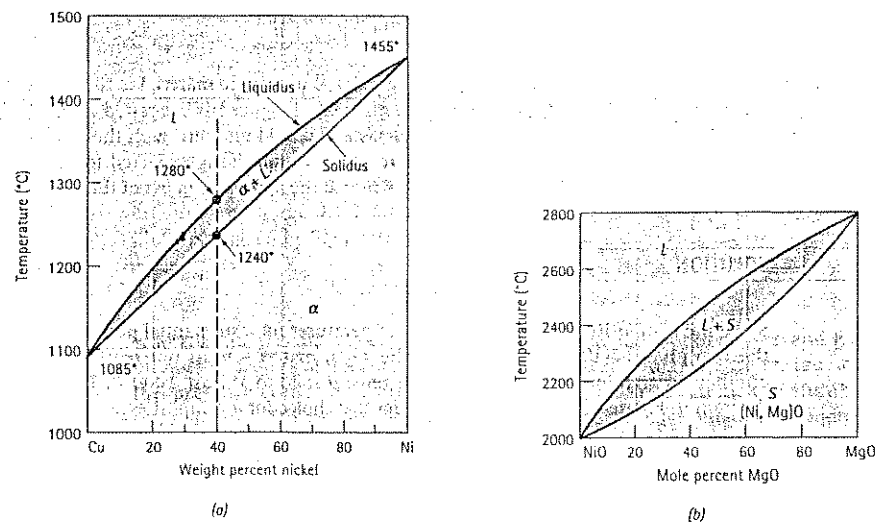 1500
1455°
1400
Liquidus
L
Solidus
1280°
α + L
1300
Temperature (°C)
1240°
1200
α
1100
1085°
1000
Cu 20 40 60 80 Ni
Weight percent nickel
(a)
2800
L
2600
Temperature (°C)
L + S
2400
2200
S
(Ni, Mg)O
2000
NiO 20 40 60 80 MgO
Mole percent MgO
(b)